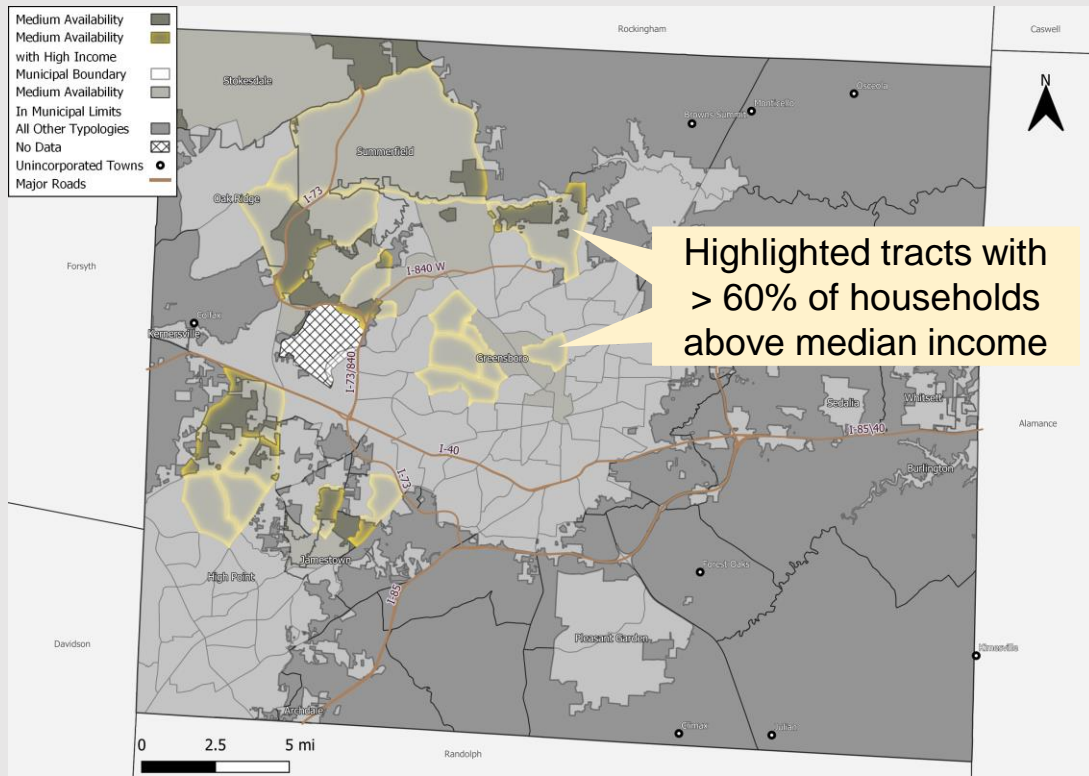 Medium Availability
Medium Availability
with High Income
Municipal Boundary
Medium Availability
In Municipal Limits
All Other Typologies
No Data
Unincorporated Towns
Major Roads
Rockingham
Caswell
N
Stokesdale
Osceola
Monticello
Browns Summit
Summerfield
I-73
Oak Ridge
Forsyth
I-840 W
Highlighted tracts with
> 60% of households
above median income
Colfax
Kernersville
I-73/840
Greensboro
Sedalia
Whitsett
Alamance
I-85\40
I-40
Burlington
I-73
Jamestown
High Point
Forest Oaks
I-85
Pleasant Garden
Davidson
Kimesville
Archdale
Climax
Julian
0 2.5 5 mi
Randolph